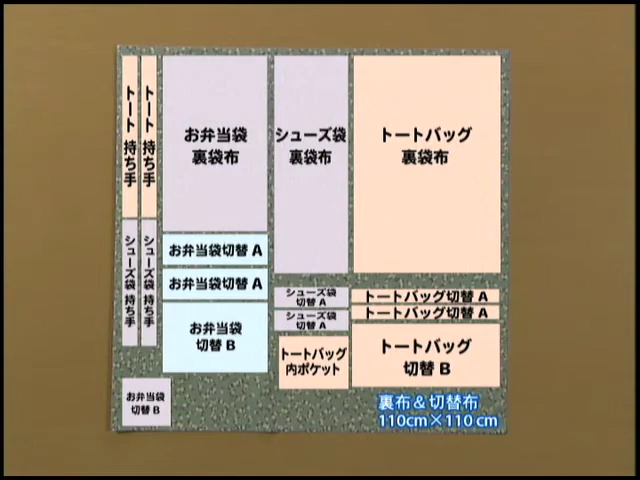 トート 持ち手
トート 持ち手
お弁当袋
裏袋布
シューズ袋
裏袋布
トートバッグ
裏袋布
シューズ袋 持ち手
シューズ袋 持ち手
お弁当袋切替 A
お弁当袋切替 A
お弁当袋
切替 B
シューズ袋
切替 A
シューズ袋
切替 A
トートバッグ切替 A
トートバッグ切替 A
トートバッグ
内ポケット
トートバッグ
切替 B
お弁当袋
切替 B
裏布＆切替布
110cm×110 cm